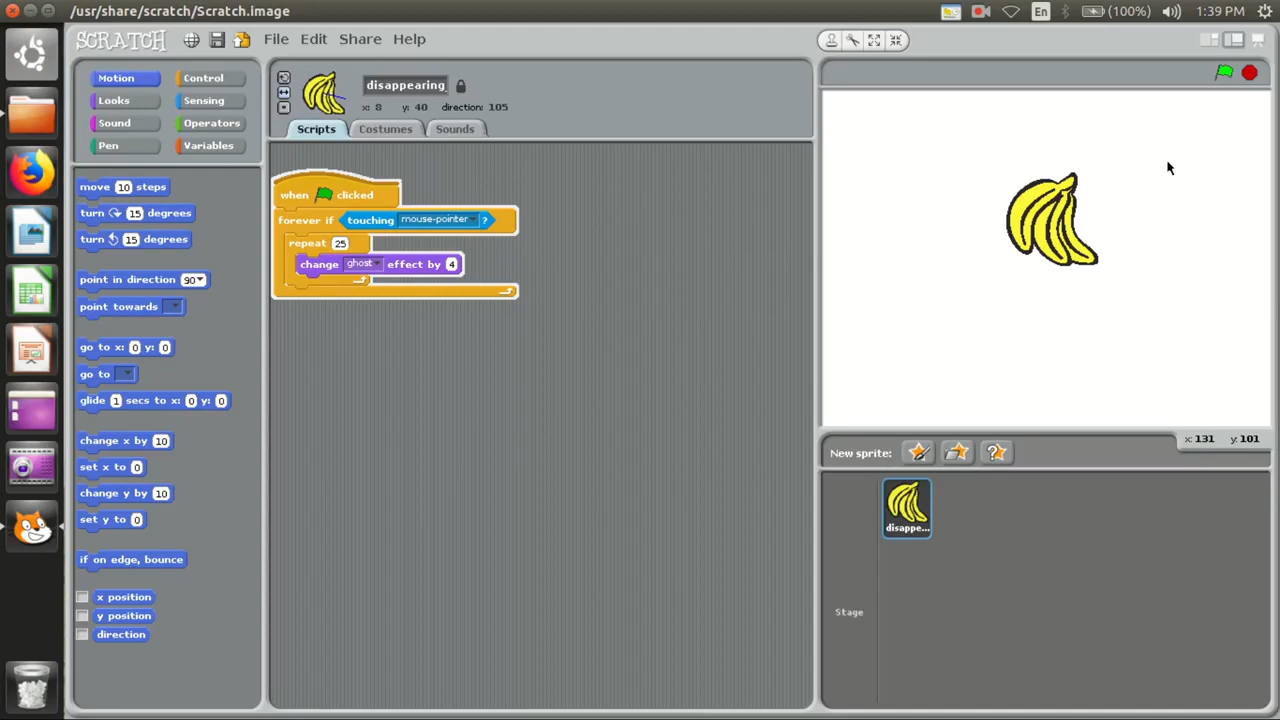 /usr/share/scratch/Scratch.image
En
(100%)
1:39 PM
SCRATCH
File Edit Share Help
Motion
Control
Looks
Sensing
Sound
Operators
Pen
Variables
move 10 steps
turn 15 degrees
turn 15 degrees
point in direction 90
point towards
go to x: 0 y: 0
go to
glide 1 secs to x: 0 y: 0
change x by 10
set x to 0
change y by 10
set y to 0
if on edge, bounce
x position
y position
direction
disappearing
x: 8 y: 40 direction: 105
Scripts Costumes Sounds
when clicked
forever if touching mouse-pointer ?
repeat 25
change ghost effect by 4
x: 131 y: 101
New sprite:
disappe...
Stage